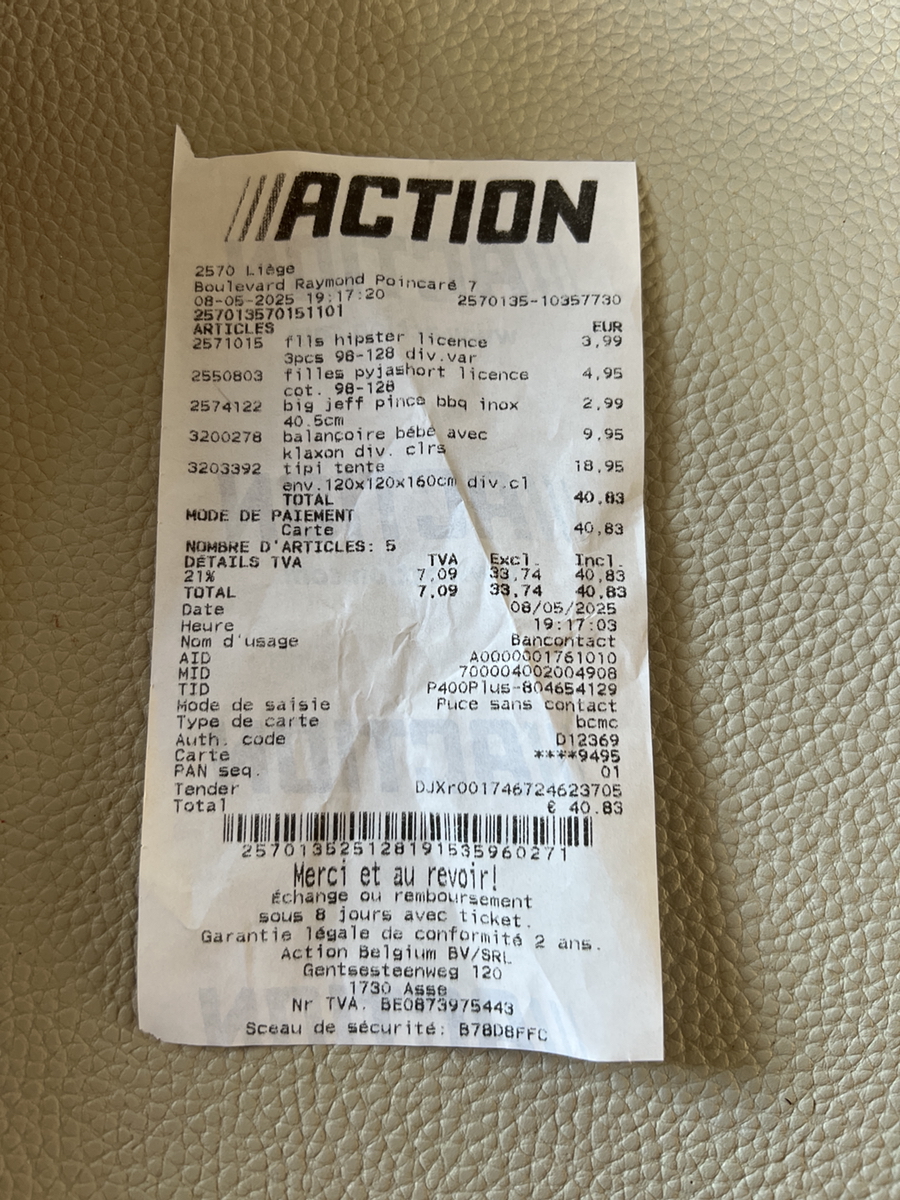 ACTION
2570 Liège
Boulevard Raymond Poincaré 7
08-05-2025 19:17:20 2570135-10357730
257013570151101
ARTICLES EUR
2571015 flls hipster licence 3,99
3pcs 98-128 div.var
2550803 filles pyjashort licence 4,95
cot. 98-128
2574122 big jeff pince bbq inox 2,99
40.5cm
3200278 balançoire bébé avec 9,95
klaxon div. clrs
3203392 tipi tente 18,95
env.120x120x160cm div.cl
TOTAL 40,83
MODE DE PAIEMENT
Carte 40,83
NOMBRE D'ARTICLES: 5
DÉTAILS TVA TVA Excl. Incl.
21% 7,09 33,74 40,83
TOTAL 7,09 33,74 40,83
Date 08/05/2025
Heure 19:17:03
Nom d'usage Bancontact
AID A0000001761010
MID 700004002004908
TID P400Plus-804654129
Mode de saisie Puce sans contact
Type de carte bcmc
Auth. code D12369
Carte ****9495
PAN seq. 01
Tender DJXr001746724623705
Total € 40.83
257013525128191535960271
Merci et au revoir!
Échange ou remboursement
sous 8 jours avec ticket.
Garantie légale de conformité 2 ans.
Action Belgium BV/SRL
Gentsesteenweg 120
1730 Asse
Nr TVA: BE0873975443
Sceau de sécurité: B78D8FFC